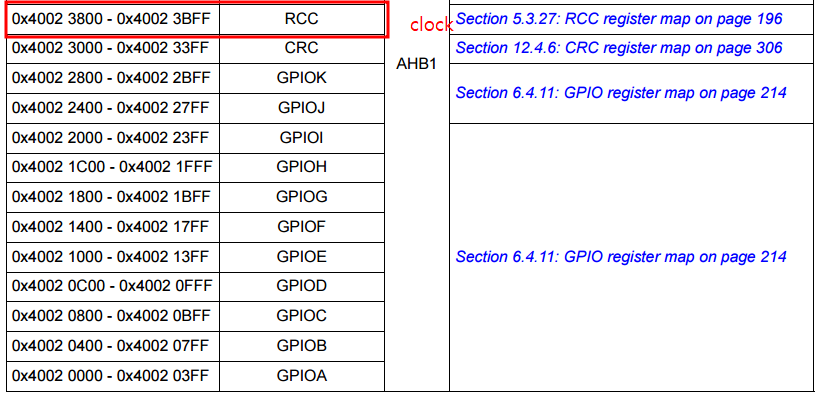 0x4002 3800 - 0x4002 3BFF RCC clock Section 5.3.27: RCC register map on page 196
0x4002 3000 - 0x4002 33FF CRC Section 12.4.6: CRC register map on page 306
AHB1
0x4002 2800 - 0x4002 2BFF GPIOK
Section 6.4.11: GPIO register map on page 214
0x4002 2400 - 0x4002 27FF GPIOJ
0x4002 2000 - 0x4002 23FF GPIOI
0x4002 1C00 - 0x4002 1FFF GPIOH
0x4002 1800 - 0x4002 1BFF GPIOG
0x4002 1400 - 0x4002 17FF GPIOF
0x4002 1000 - 0x4002 13FF GPIOE Section 6.4.11: GPIO register map on page 214
0x4002 0C00 - 0x4002 0FFF GPIOD
0x4002 0800 - 0x4002 0BFF GPIOC
0x4002 0400 - 0x4002 07FF GPIOB
0x4002 0000 - 0x4002 03FF GPIOA